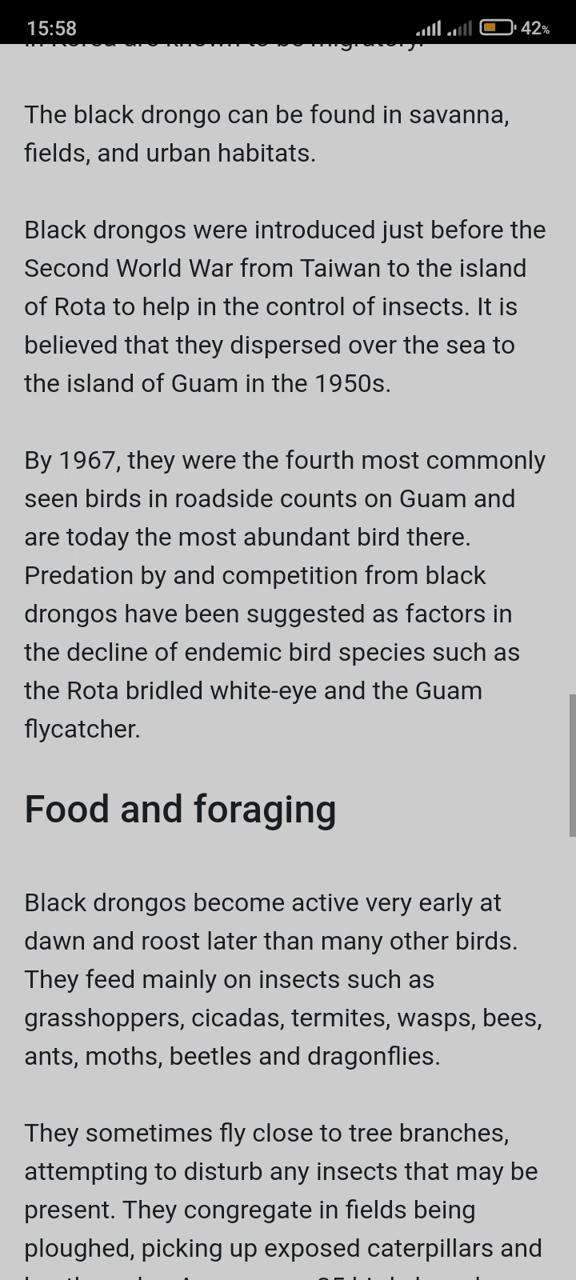 15:58
42%
in Korea are known to be migratory.
The black drongo can be found in savanna,
fields, and urban habitats.
Black drongos were introduced just before the
Second World War from Taiwan to the island
of Rota to help in the control of insects. It is
believed that they dispersed over the sea to
the island of Guam in the 1950s.
By 1967, they were the fourth most commonly
seen birds in roadside counts on Guam and
are today the most abundant bird there.
Predation by and competition from black
drongos have been suggested as factors in
the decline of endemic bird species such as
the Rota bridled white-eye and the Guam
flycatcher.
Food and foraging
Black drongos become active very early at
dawn and roost later than many other birds.
They feed mainly on insects such as
grasshoppers, cicadas, termites, wasps, bees,
ants, moths, beetles and dragonflies.
They sometimes fly close to tree branches,
attempting to disturb any insects that may be
present. They congregate in fields being
ploughed, picking up exposed caterpillars and